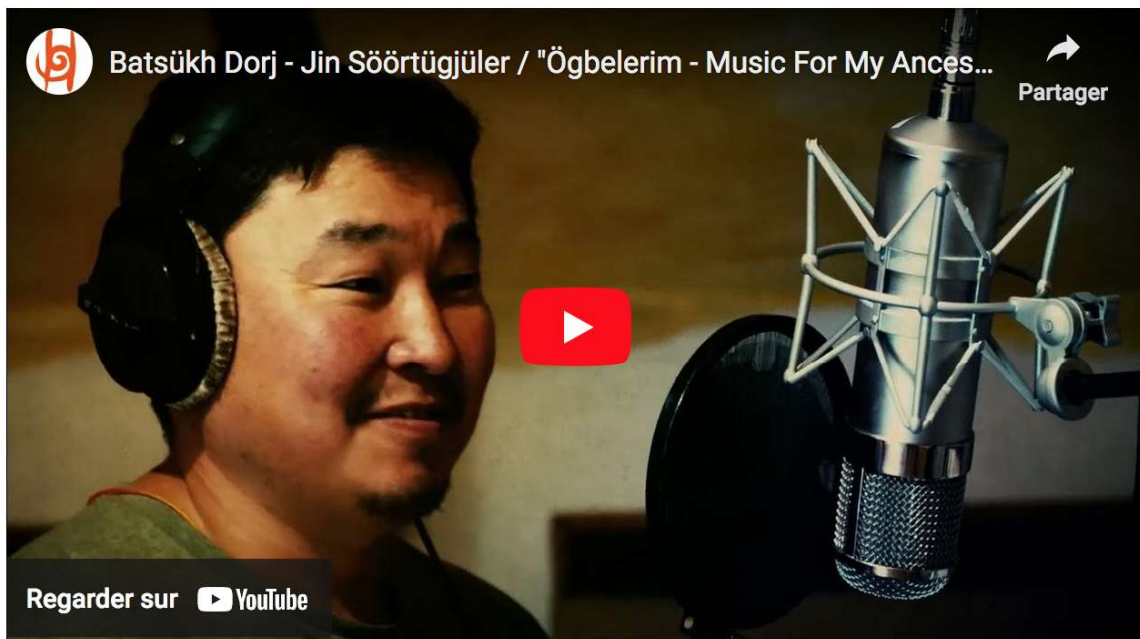 Batsükh Dorj - Jin Söörtügjüler / "Ögbelerim - Music For My Ances...
Partager
Regarder sur YouTube